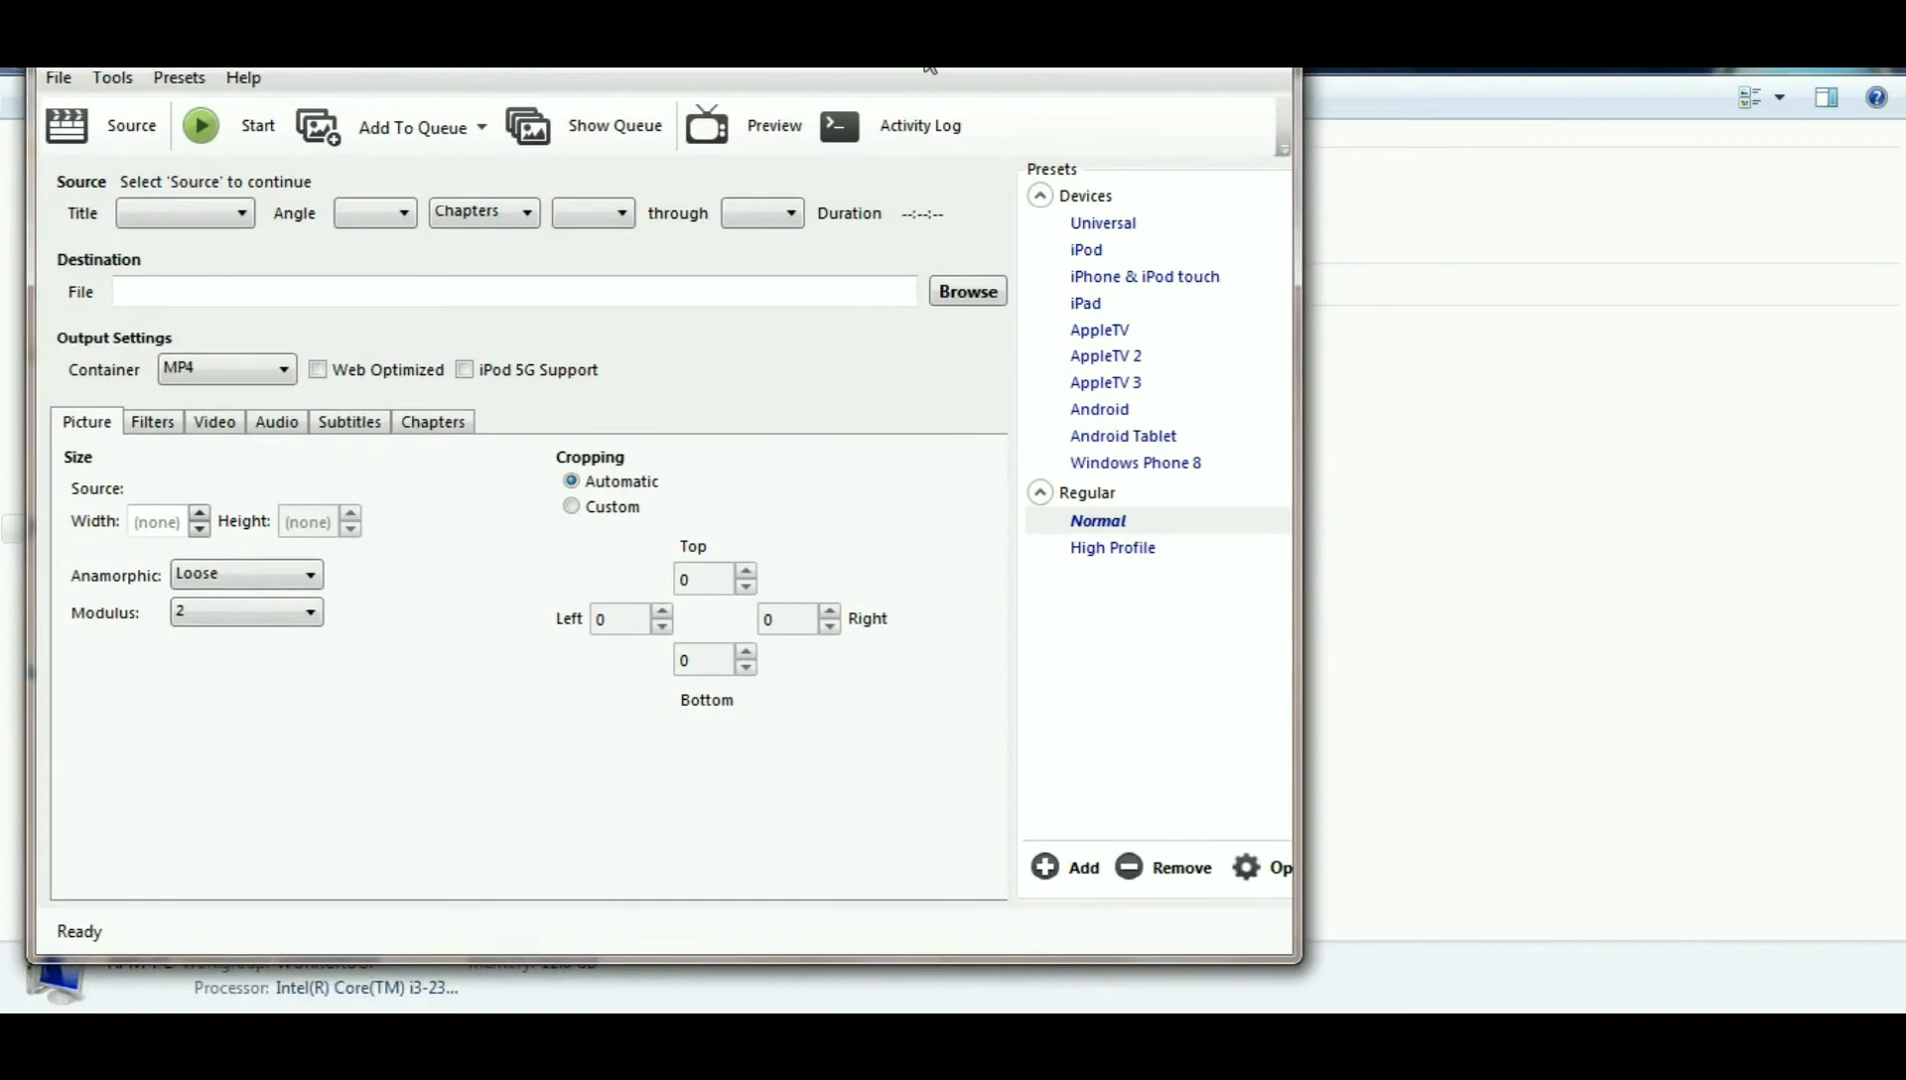 File Tools Presets Help
Source Start Add To Queue Show Queue Preview Activity Log
Source Select 'Source' to continue
Title Angle Chapters through Duration --:--:--
Destination
File Browse
Output Settings
Container MP4 Web Optimized iPod 5G Support
Picture Filters Video Audio Subtitles Chapters
Size
Source:
Width: (none) Height: (none)
Anamorphic: Loose
Modulus: 2
Cropping
Automatic
Custom
Top
0
Left 0 0 Right
0
Bottom
Presets
Devices
Universal
iPod
iPhone & iPod touch
iPad
AppleTV
AppleTV 2
AppleTV 3
Android
Android Tablet
Windows Phone 8
Regular
Normal
High Profile
Add Remove Op
Ready
Processor: Intel(R) Core(TM) i3-23...